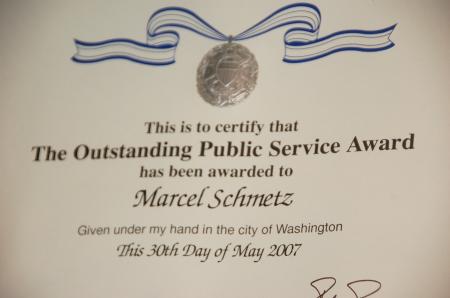 This is to certify that
The Outstanding Public Service Award
has been awarded to
Marcel Schmetz
Given under my hand in the city of Washington
This 30th Day of May 2007